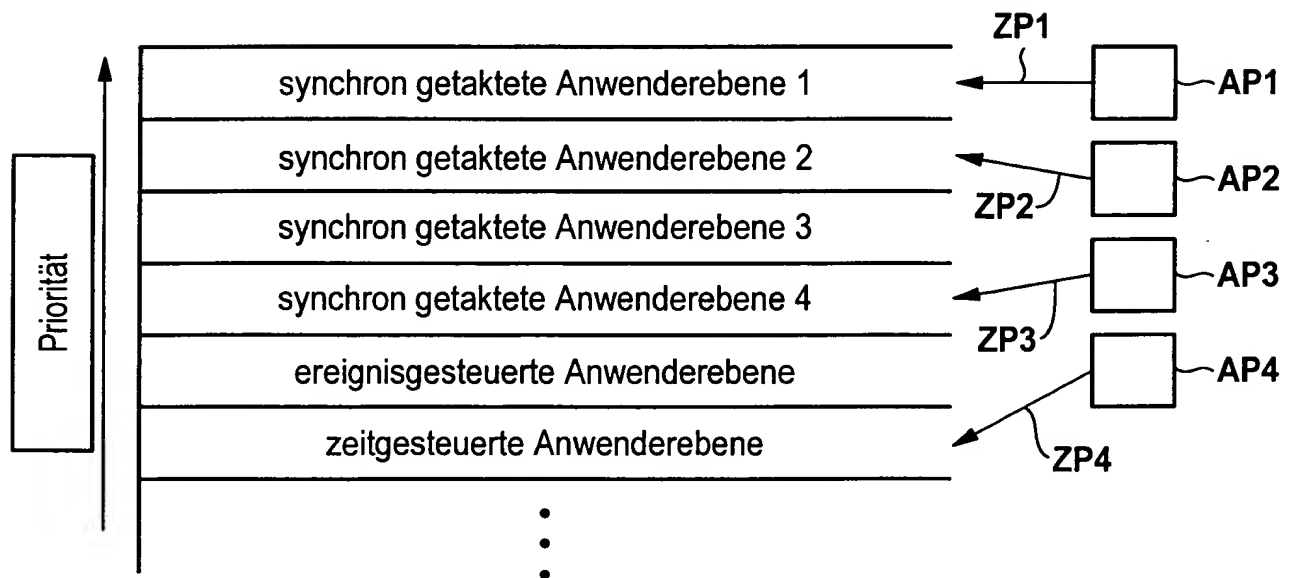 ZP1
synchron getaktete Anwenderebene 1
AP1
synchron getaktete Anwenderebene 2
AP2
ZP2
Priorität
synchron getaktete Anwenderebene 3
AP3
synchron getaktete Anwenderebene 4
ZP3
ereignisgesteuerte Anwenderebene
AP4
zeitgesteuerte Anwenderebene
ZP4